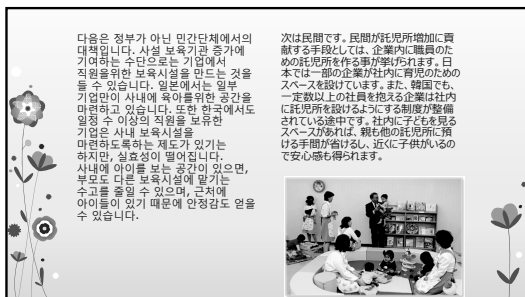 다음은 정부가 아닌 민간단체에서의
대책입니다. 사설 보육기관 증가에
기여하는 수단으로는 기업에서
직원을위한 보육시설을 만드는 것을
들 수 있습니다. 일본에서는 일부
기업만이 사내에 육아를위한 공간을
마련하고 있습니다. 또한 한국에서도
일정 수 이상의 직원을 보유한
기업은 사내 보육시설을
마련하도록하는 제도가 있기는
하지만, 실효성이 떨어집니다.
사내에 아이를 보는 공간이 있으면,
부모도 다른 보육시설에 맡기는
수고를 줄일 수 있으며, 근처에
아이들이 있기 때문에 안정감도 얻을
수 있습니다.
次は民間です。民間が託児所増加に貢
献する手段としては、企業内に職員のた
めの託児所を作る事が挙げられます。日
本では一部の企業が社内に育児のための
スペースを設けています。また、韓国でも、
一定数以上の社員を抱える企業は社内
に託児所を設けるようにする制度が整備
されている途中です。社内に子どもを見る
スペースがあれば、親も他の託児所に預
ける手間が省けるし、近くに子供がいるの
で安心感も得られます。